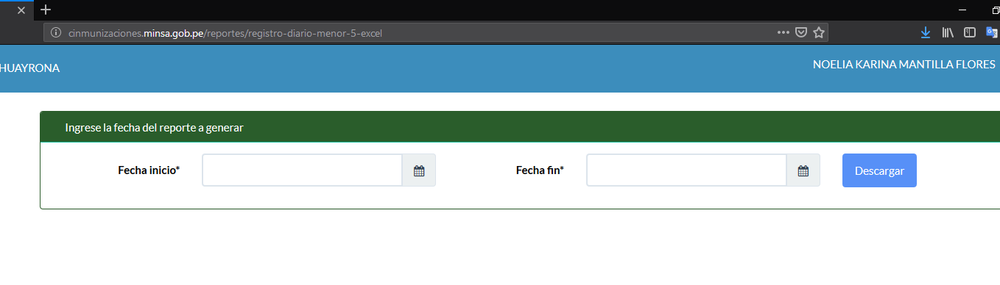 cinmunizaciones.minsa.gob.pe/reportes/registro-diario-menor-5-excel
HUAYRONA
NOELIA KARINA MANTILLA FLORES
Ingrese la fecha del reporte a generar
Fecha inicio*
Fecha fin*
Descargar